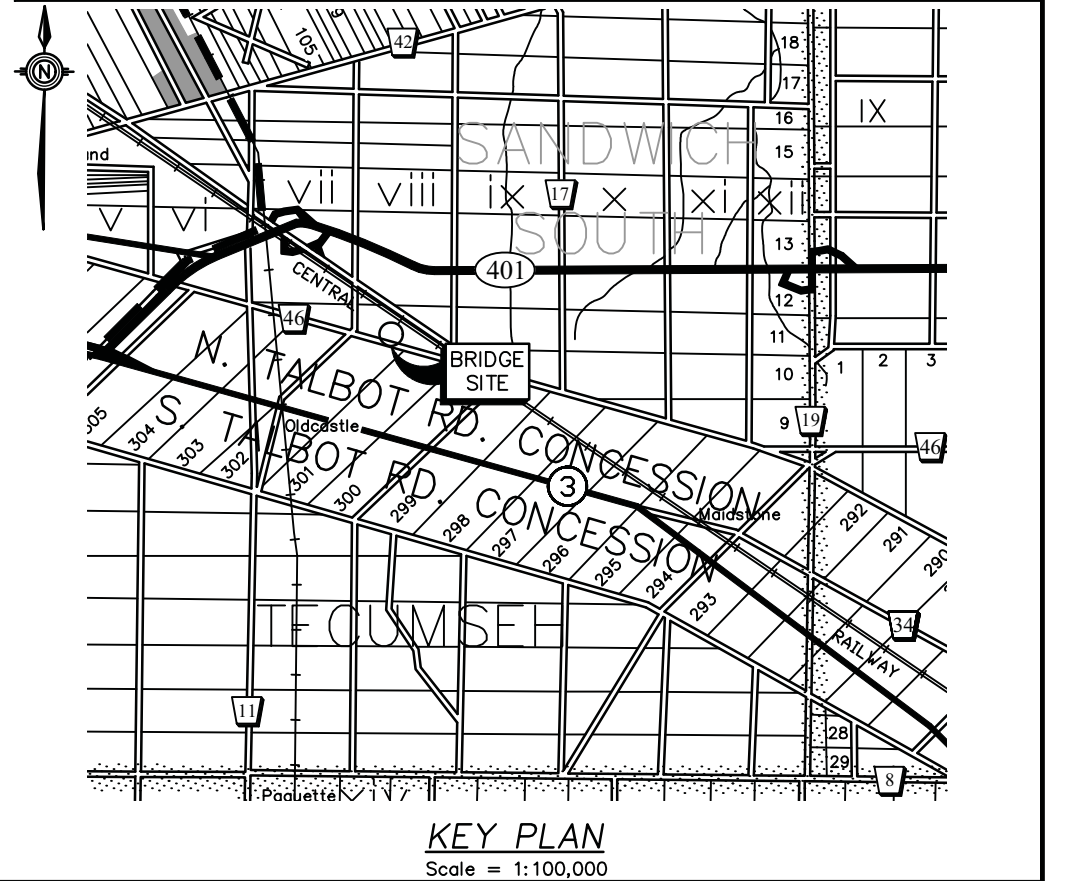 N
105
42
18
17
IX
16
SANDWICH
15
vii viii ix x xi xii
17
v vi
SOUTH
13
401
CENTRAL
12
46
11
N. TALBOT RD. CONCESSION
BRIDGE
SITE
10
1 2 3
9
19
46
S. TALBOT RD. CONCESSION
Oldcastle
304
303
302
301
300
299
298
297
296
295
294
293
3
Maidstone
292
291
290
TECUMSEH
34
RAILWAY
11
28
29
8
Paquette
KEY PLAN
Scale = 1:100,000